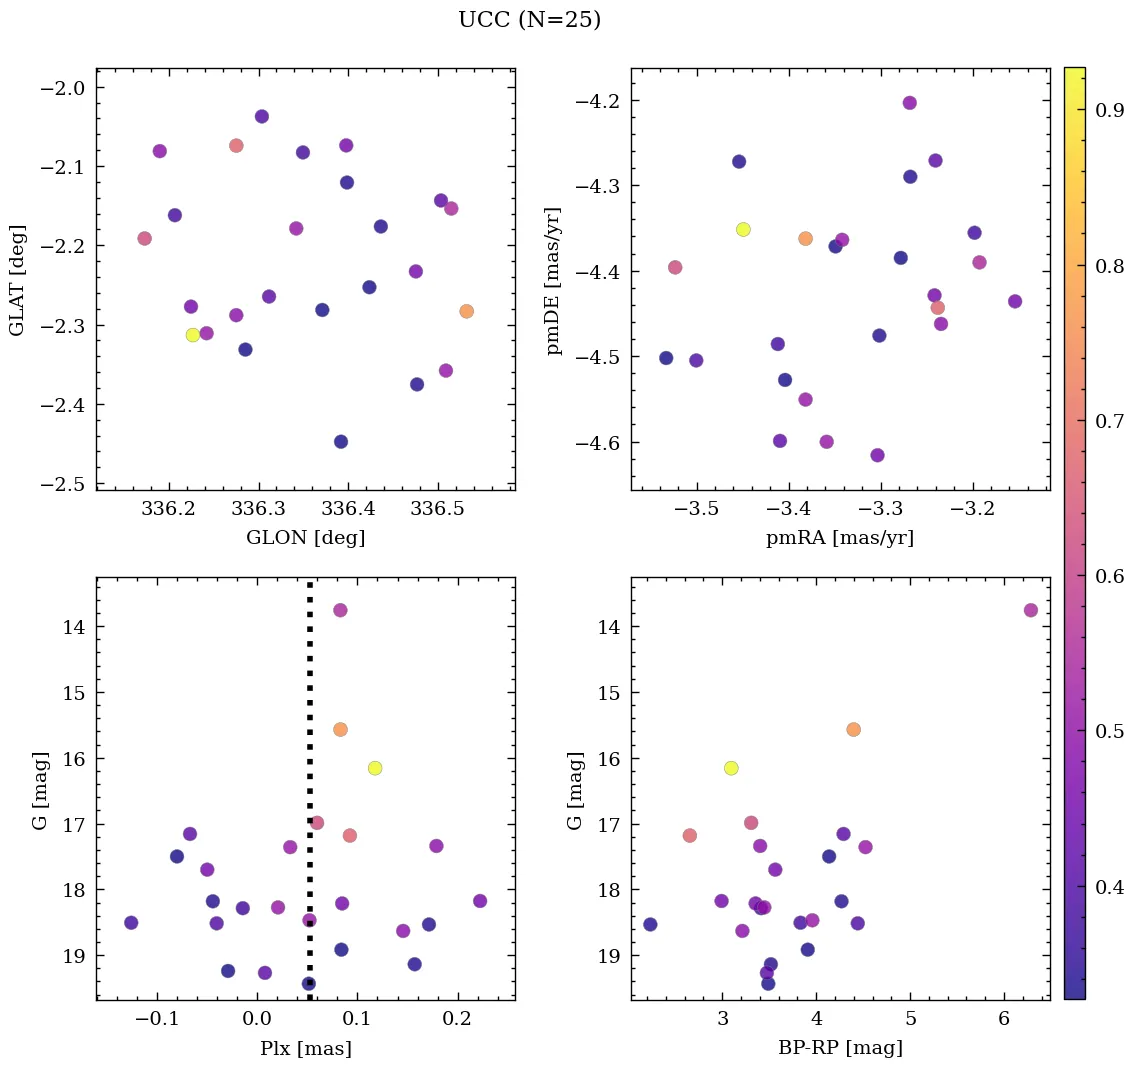 UCC (N=25)
−2.0
−2.1
−2.2
−2.3
−2.4
−2.5
GLAT [deg]
336.2 336.3 336.4 336.5
GLON [deg]
−4.2
−4.3
−4.4
−4.5
−4.6
pmDE [mas/yr]
−3.5 −3.4 −3.3 −3.2
pmRA [mas/yr]
0.9
0.8
0.7
0.6
0.5
0.4
14
15
16
17
18
19
G [mag]
−0.1 0.0 0.1 0.2
Plx [mas]
14
15
16
17
18
19
G [mag]
3 4 5 6
BP-RP [mag]